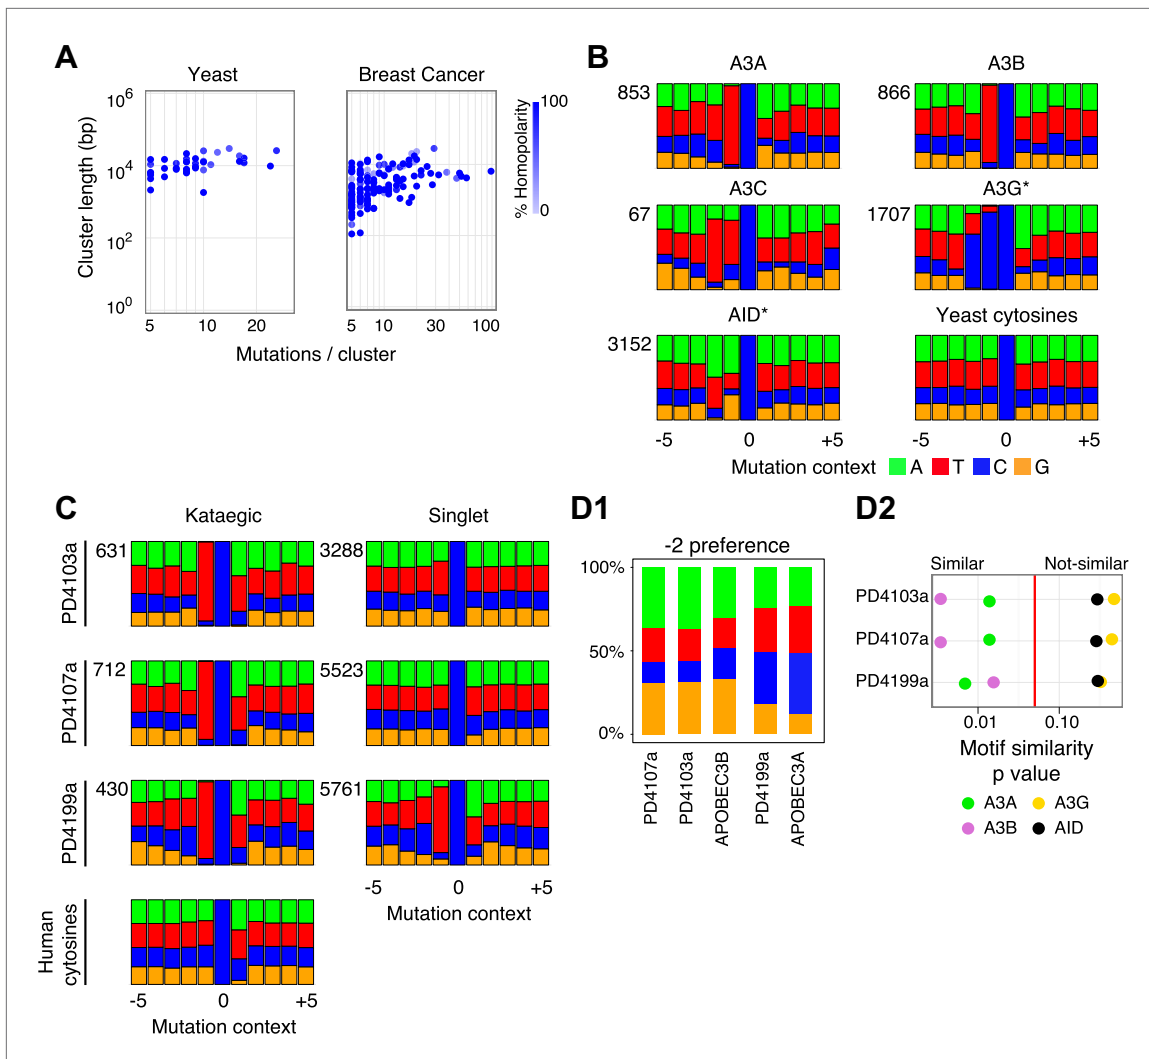 A
Yeast
Breast Cancer
Cluster length (bp)
10^6
10^4
10^2
10^0
5
10
20
5
10
30
100
Mutations / cluster
% Homopolarity
100
0
B
A3A
A3B
853
866
A3C
A3G*
67
1707
AID*
Yeast cytosines
3152
-5
0
+5
0
+5
Mutation context
A
T
C
G
C
Kataegic
Singlet
PD4103a
631
3288
PD4107a
712
5523
PD4199a
430
5761
-5
0
+5
Mutation context
Human
cytosines
-5
0
+5
Mutation context
D1
-2 preference
100%
50%
0%
PD4107a
PD4103a
APOBEC3B
PD4199a
APOBEC3A
D2
Similar
Not-similar
PD4103a
PD4107a
PD4199a
0.01
0.10
Motif similarity
p value
A3A
A3G
A3B
AID